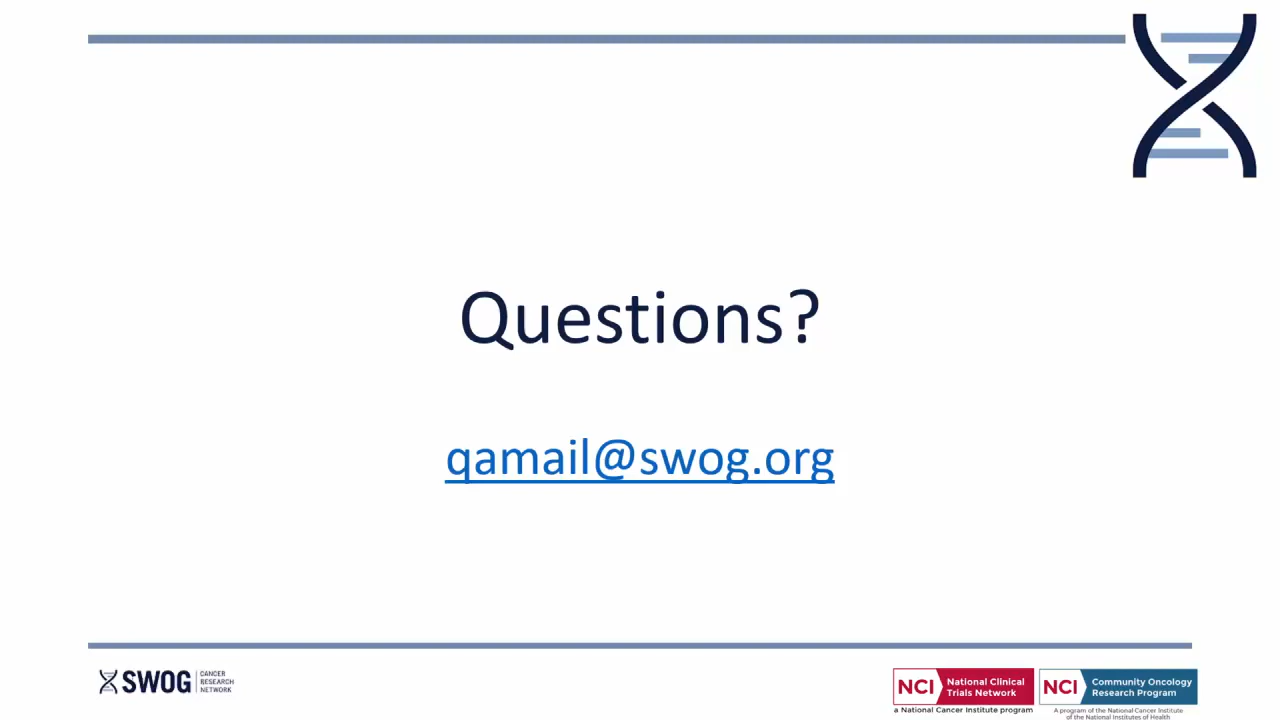 Questions?
qamail@swog.org
SWOG
CANCER
RESEARCH
NETWORK
NCI
National Clinical
Trials Network
a National Cancer Institute program
NCI
Community Oncology
Research Program
A program of the National Cancer Institute
of the National Institutes of Health